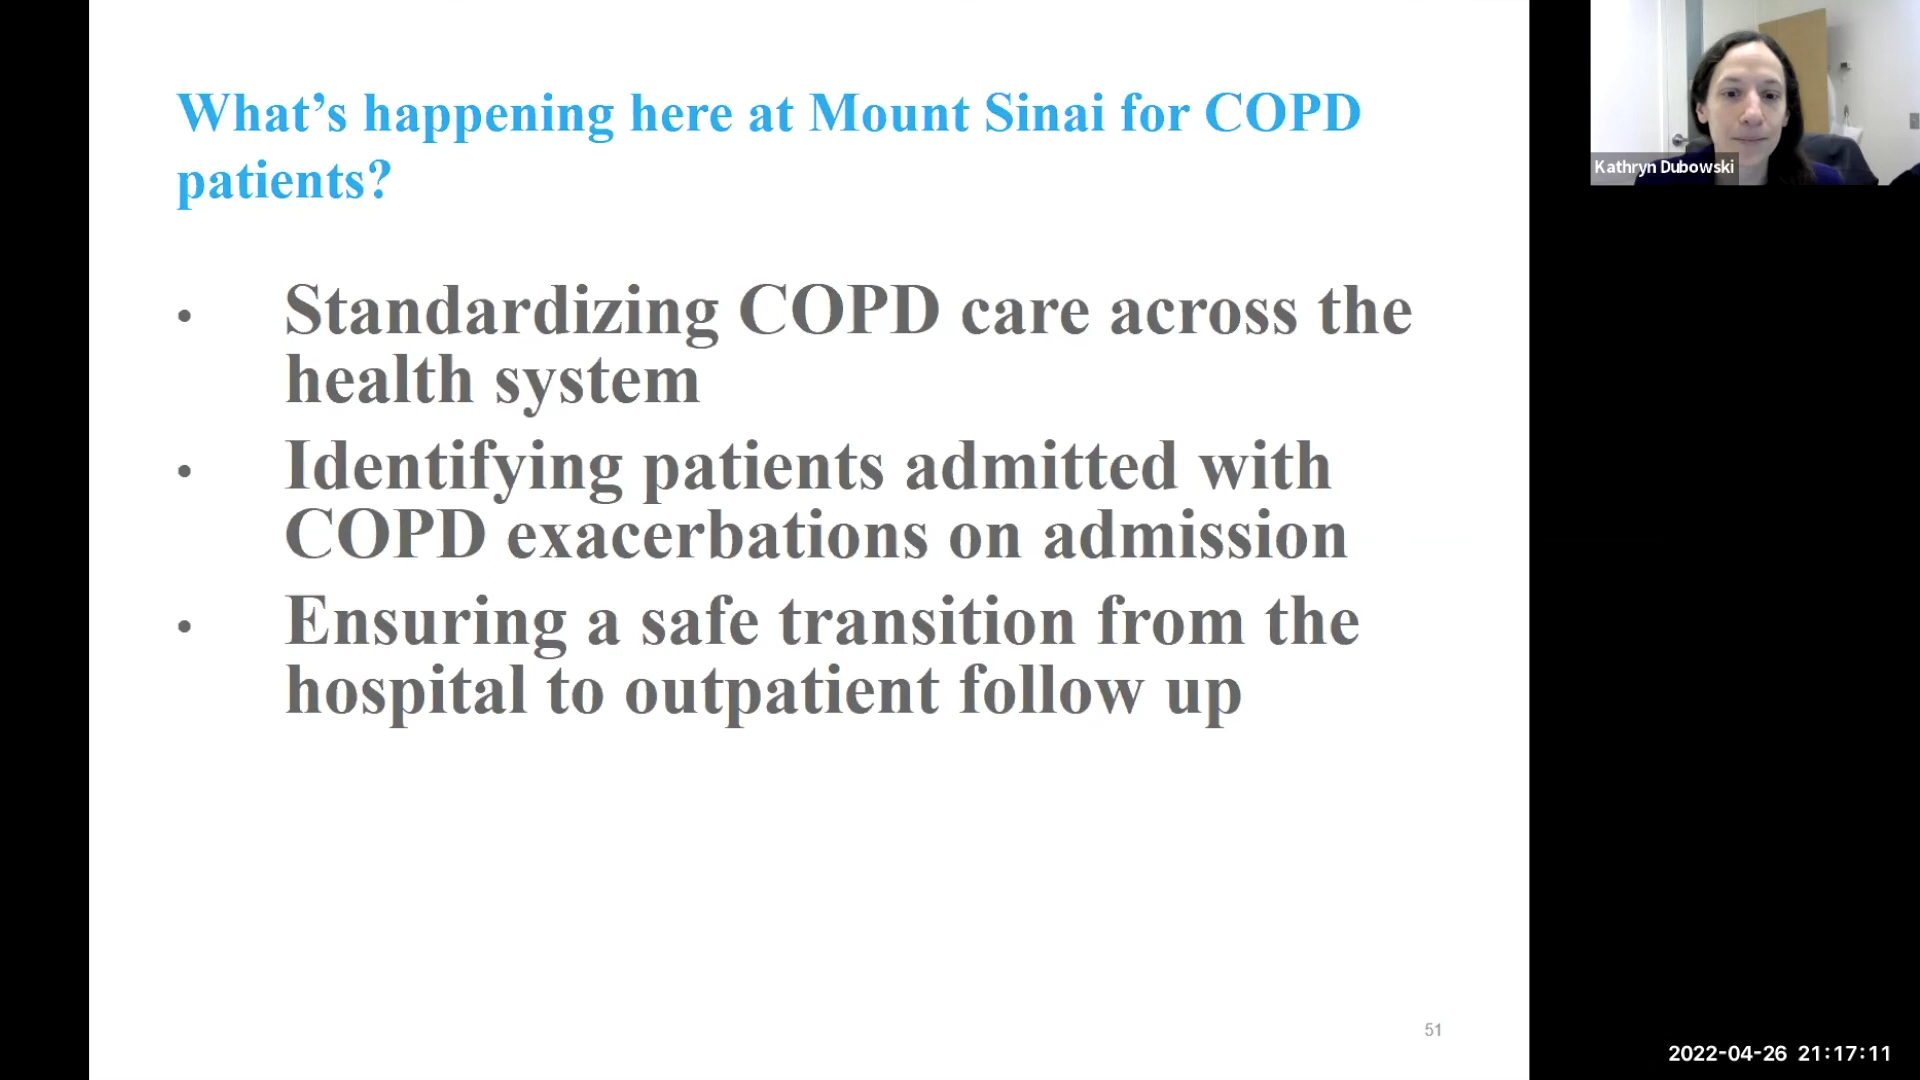 What’s happening here at Mount Sinai for COPD
patients?
• Standardizing COPD care across the
health system
• Identifying patients admitted with
COPD exacerbations on admission
• Ensuring a safe transition from the
hospital to outpatient follow up
51
Kathryn Dubowski
2022-04-26 21:17:11